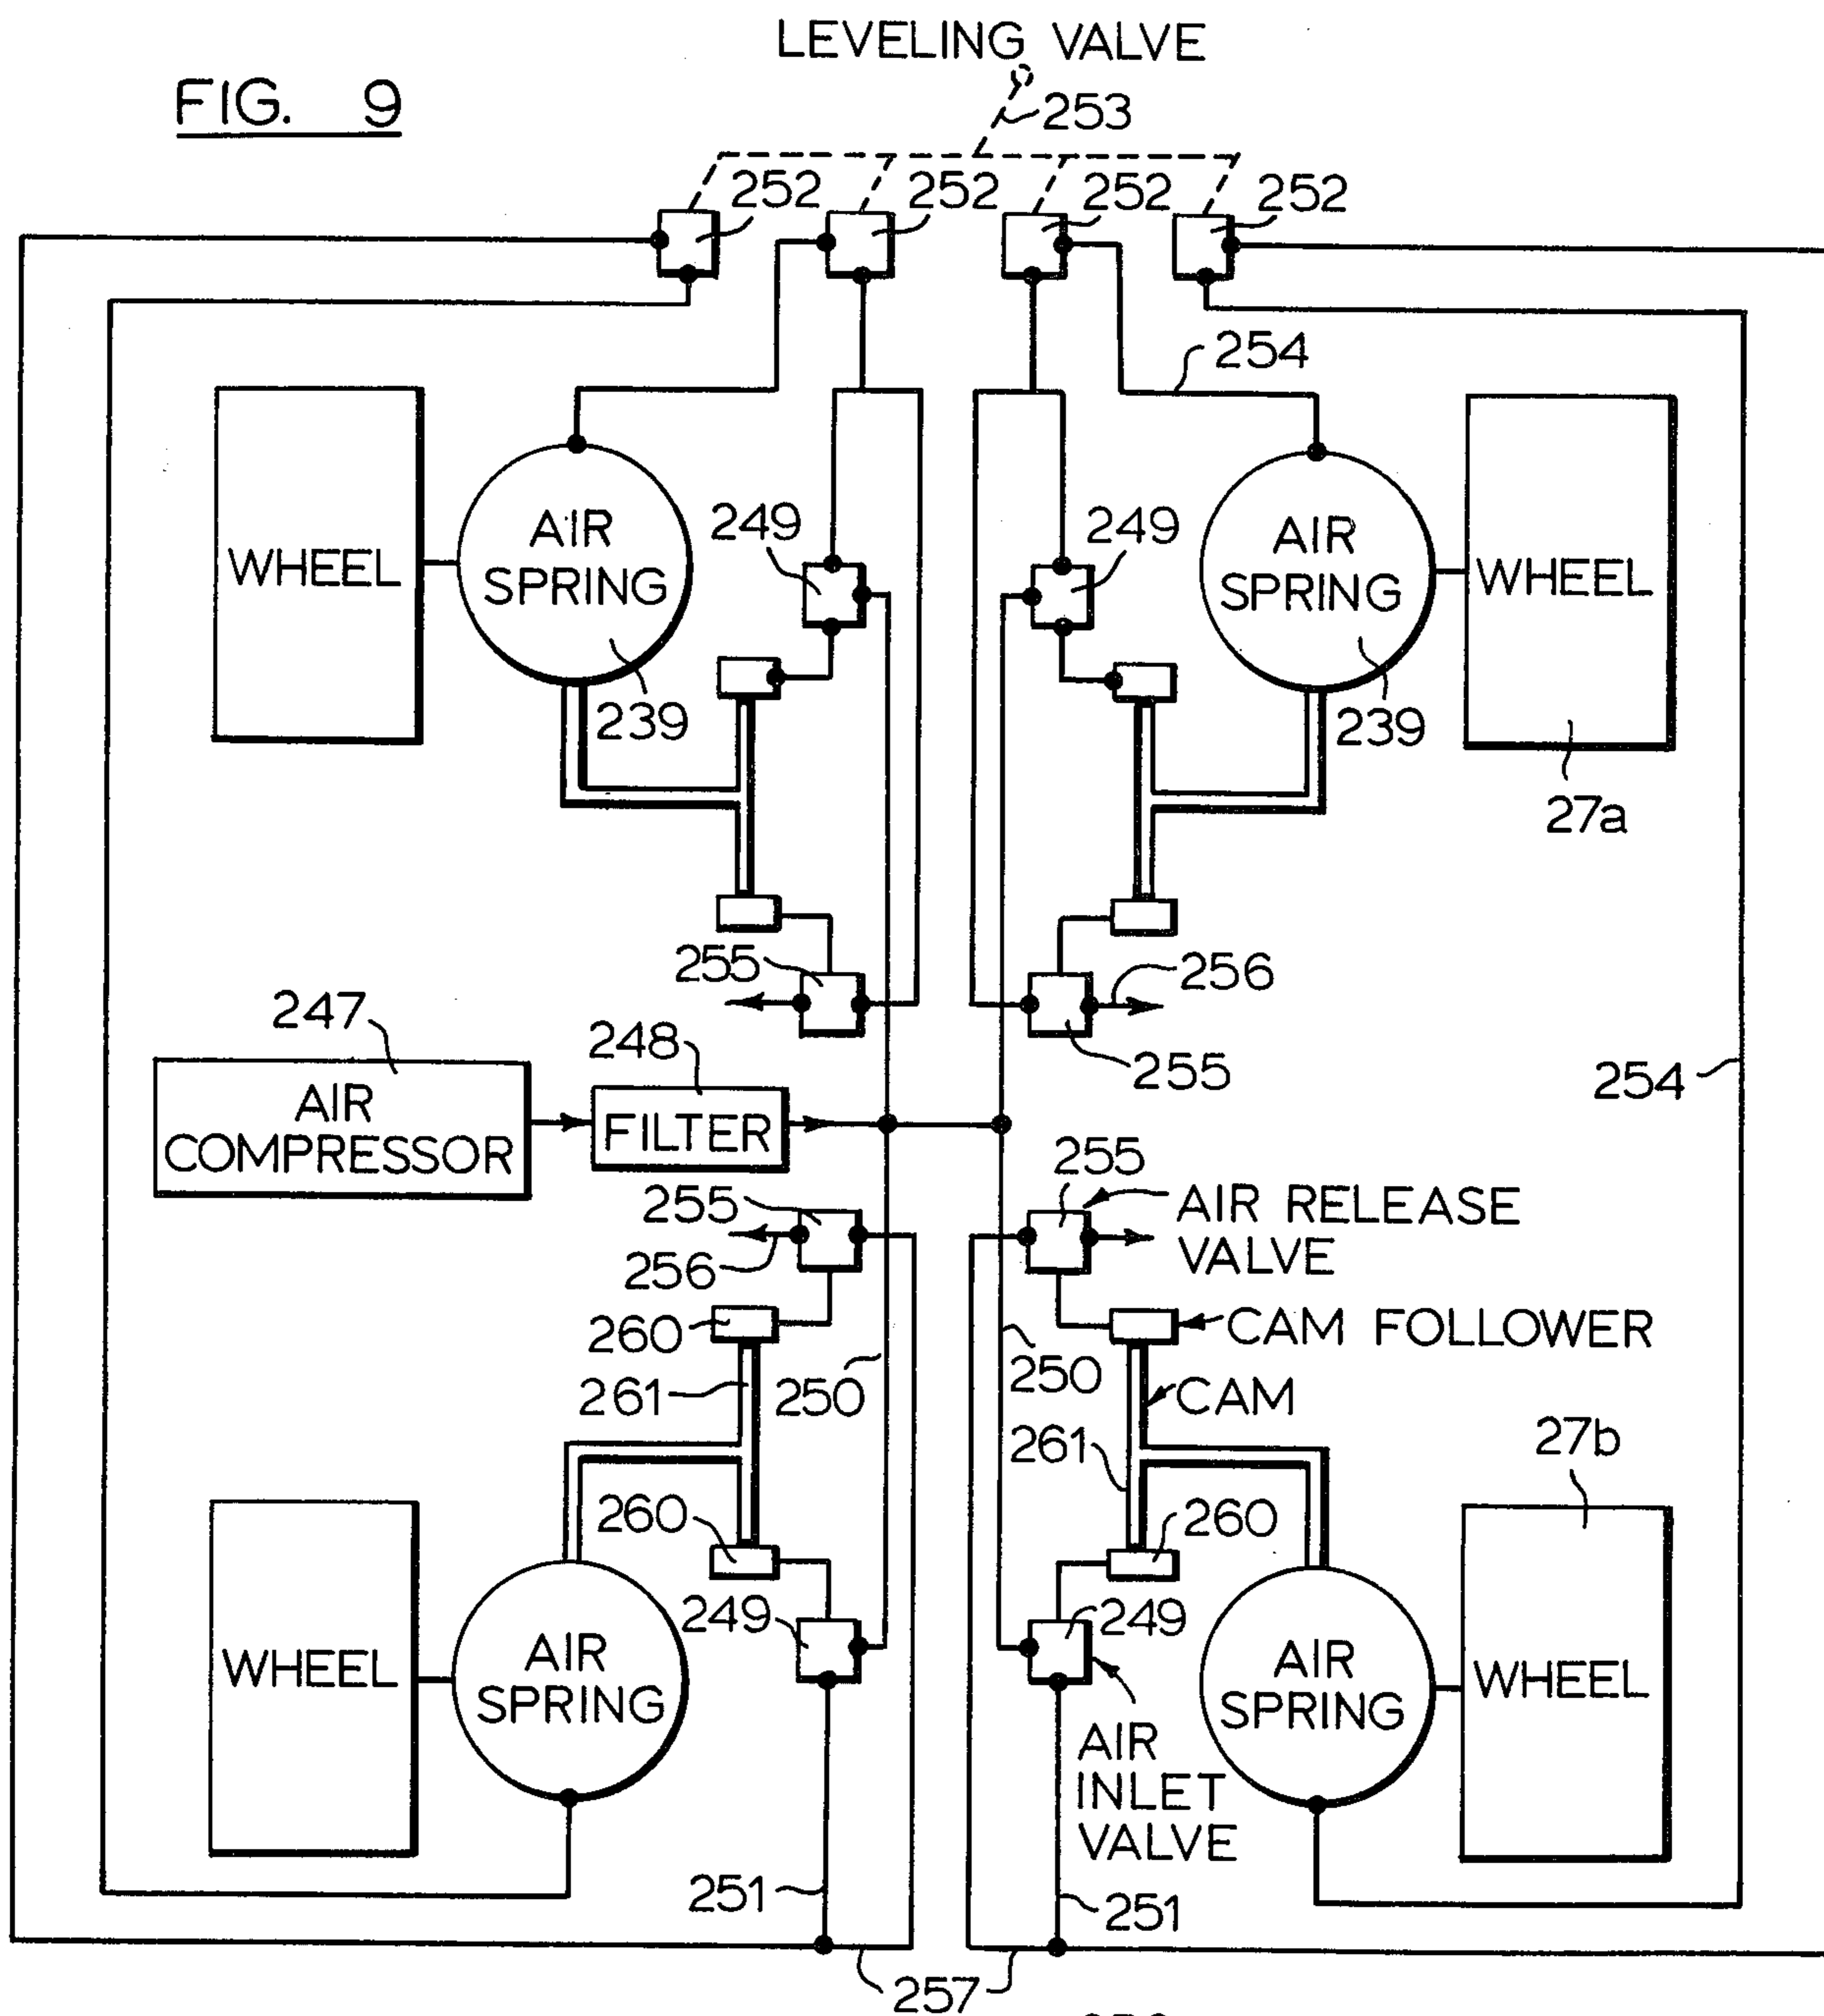 LEVELING VALVE
FIG. 9
253
252
252
252
252
254
249
249
WHEEL
AIR
SPRING
AIR
SPRING
WHEEL
239
239
27a
255
256
247
248
255
254
AIR
COMPRESSOR
FILTER
255
255
AIR RELEASE
VALVE
256
260
CAM FOLLOWER
261
250
250
CAM
261
27b
260
260
249
249
WHEEL
AIR
SPRING
AIR
SPRING
WHEEL
AIR
INLET
VALVE
251
251
257